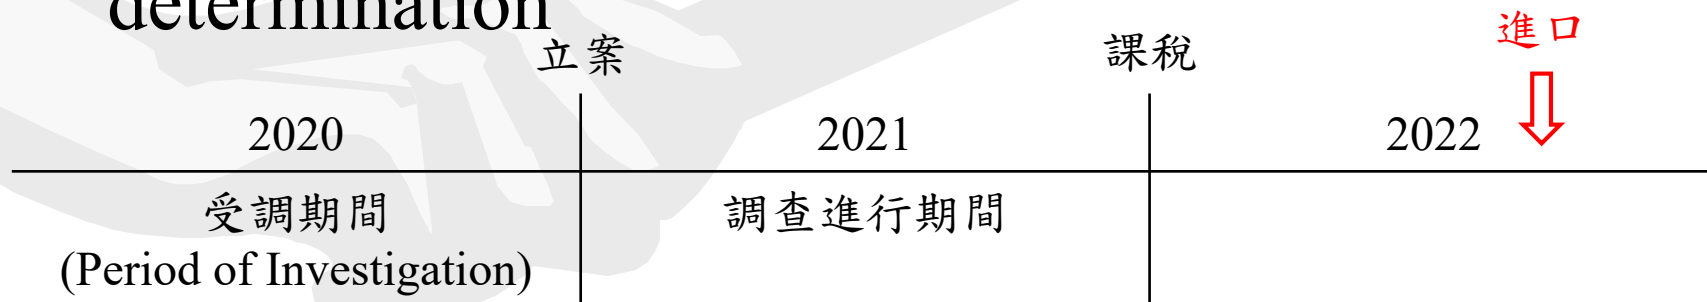 determination
立案 課稅 進口
2020 2021 2022
受調期間 調查進行期間
(Period of Investigation)